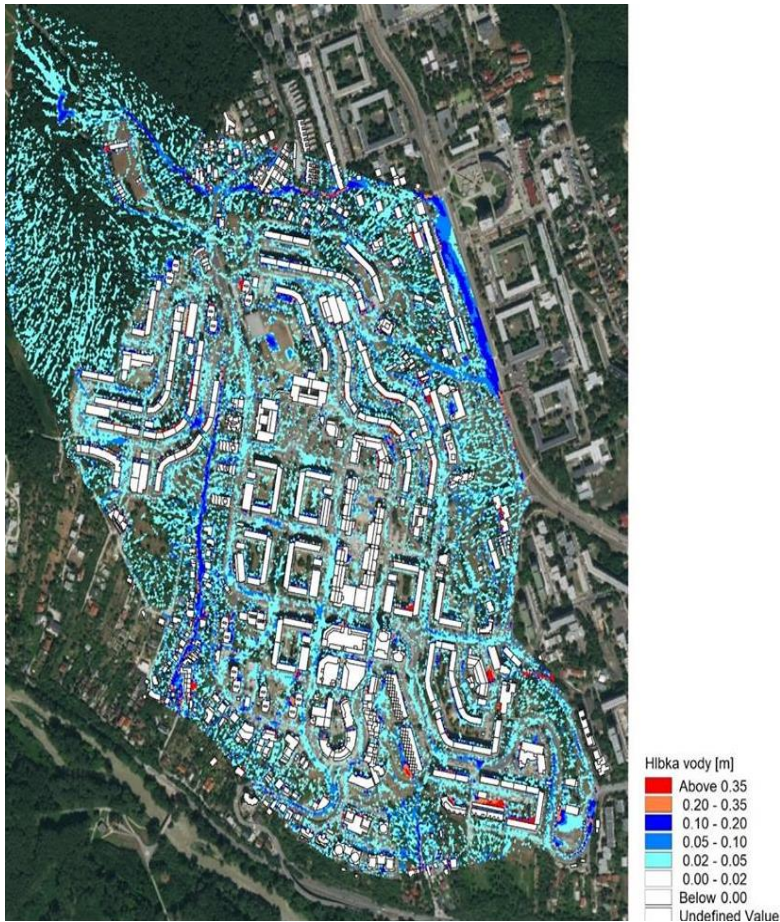 Hlbka vody [m]
Above 0.35
0.20 - 0.35
0.10 - 0.20
0.05 - 0.10
0.02 - 0.05
0.00 - 0.02
Below 0.00
Undefined Value